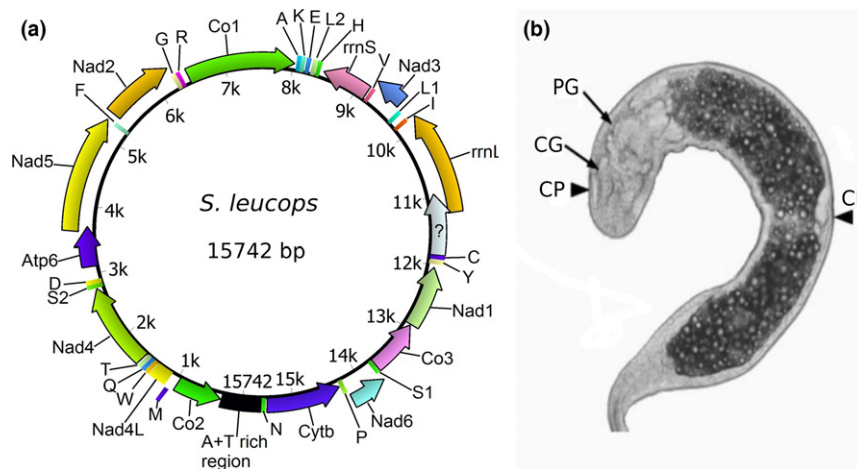 (a)
G R Co1
A K E L2 H
rrnS V Nad3
L1
I
rrnL
Nad2
F
Nad5
Atp6
D
S2
Nad4
T
Q
W
M
Nad4L
Co2
A+T rich
region
N
Cytb
P
Nad6
S1
Co3
Nad1
Y
C
?
15742
1k
2k
3k
4k
5k
6k
7k
8k
9k
10k
11k
12k
13k
14k
15k
S. leucops
15742 bp
(b)
PG
CG
CP